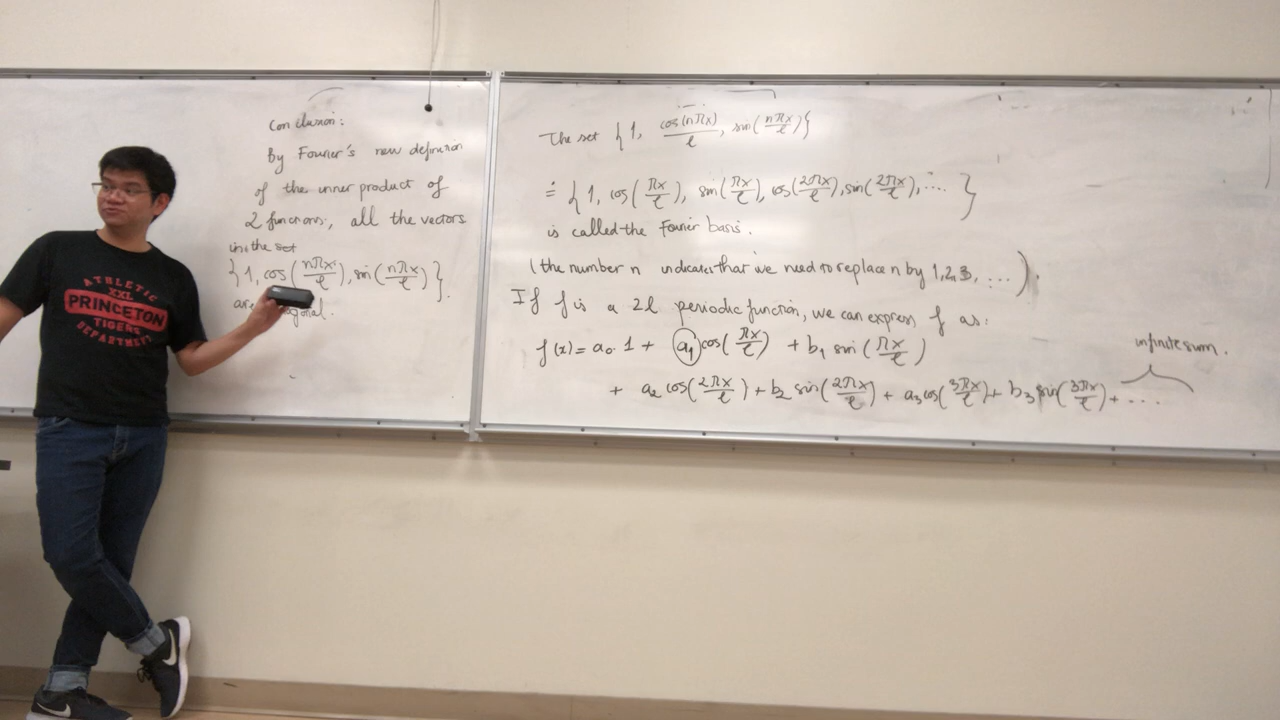 Conclusion:
By Fourier's new definition
of the inner product of
2 functions, all the vectors
in the set
{ 1, cos(nπx/ℓ), sin(nπx/ℓ) }.
ATHLETIC
XXL
PRINCETON
TIGERS
DEPARTMENT
The set { 1, cos(nπx)/ℓ, sin(nπx/ℓ) }
= { 1, cos(πx/ℓ), sin(πx/ℓ), cos(2πx/ℓ), sin(2πx/ℓ), .... }
is called the Fourier basis.
(the number n indicates that we need to replace n by 1, 2, 3, ...).
If f is a 2ℓ periodic function, we can express f as:
f(x) = a₀ · 1 + a₁ cos(πx/ℓ) + b₁ sin(πx/ℓ)
infinite sum.
+ a₂ cos(2πx/ℓ) + b₂ sin(2πx/ℓ) + a₃ cos(3πx/ℓ) + b₃ sin(3πx/ℓ) + ...